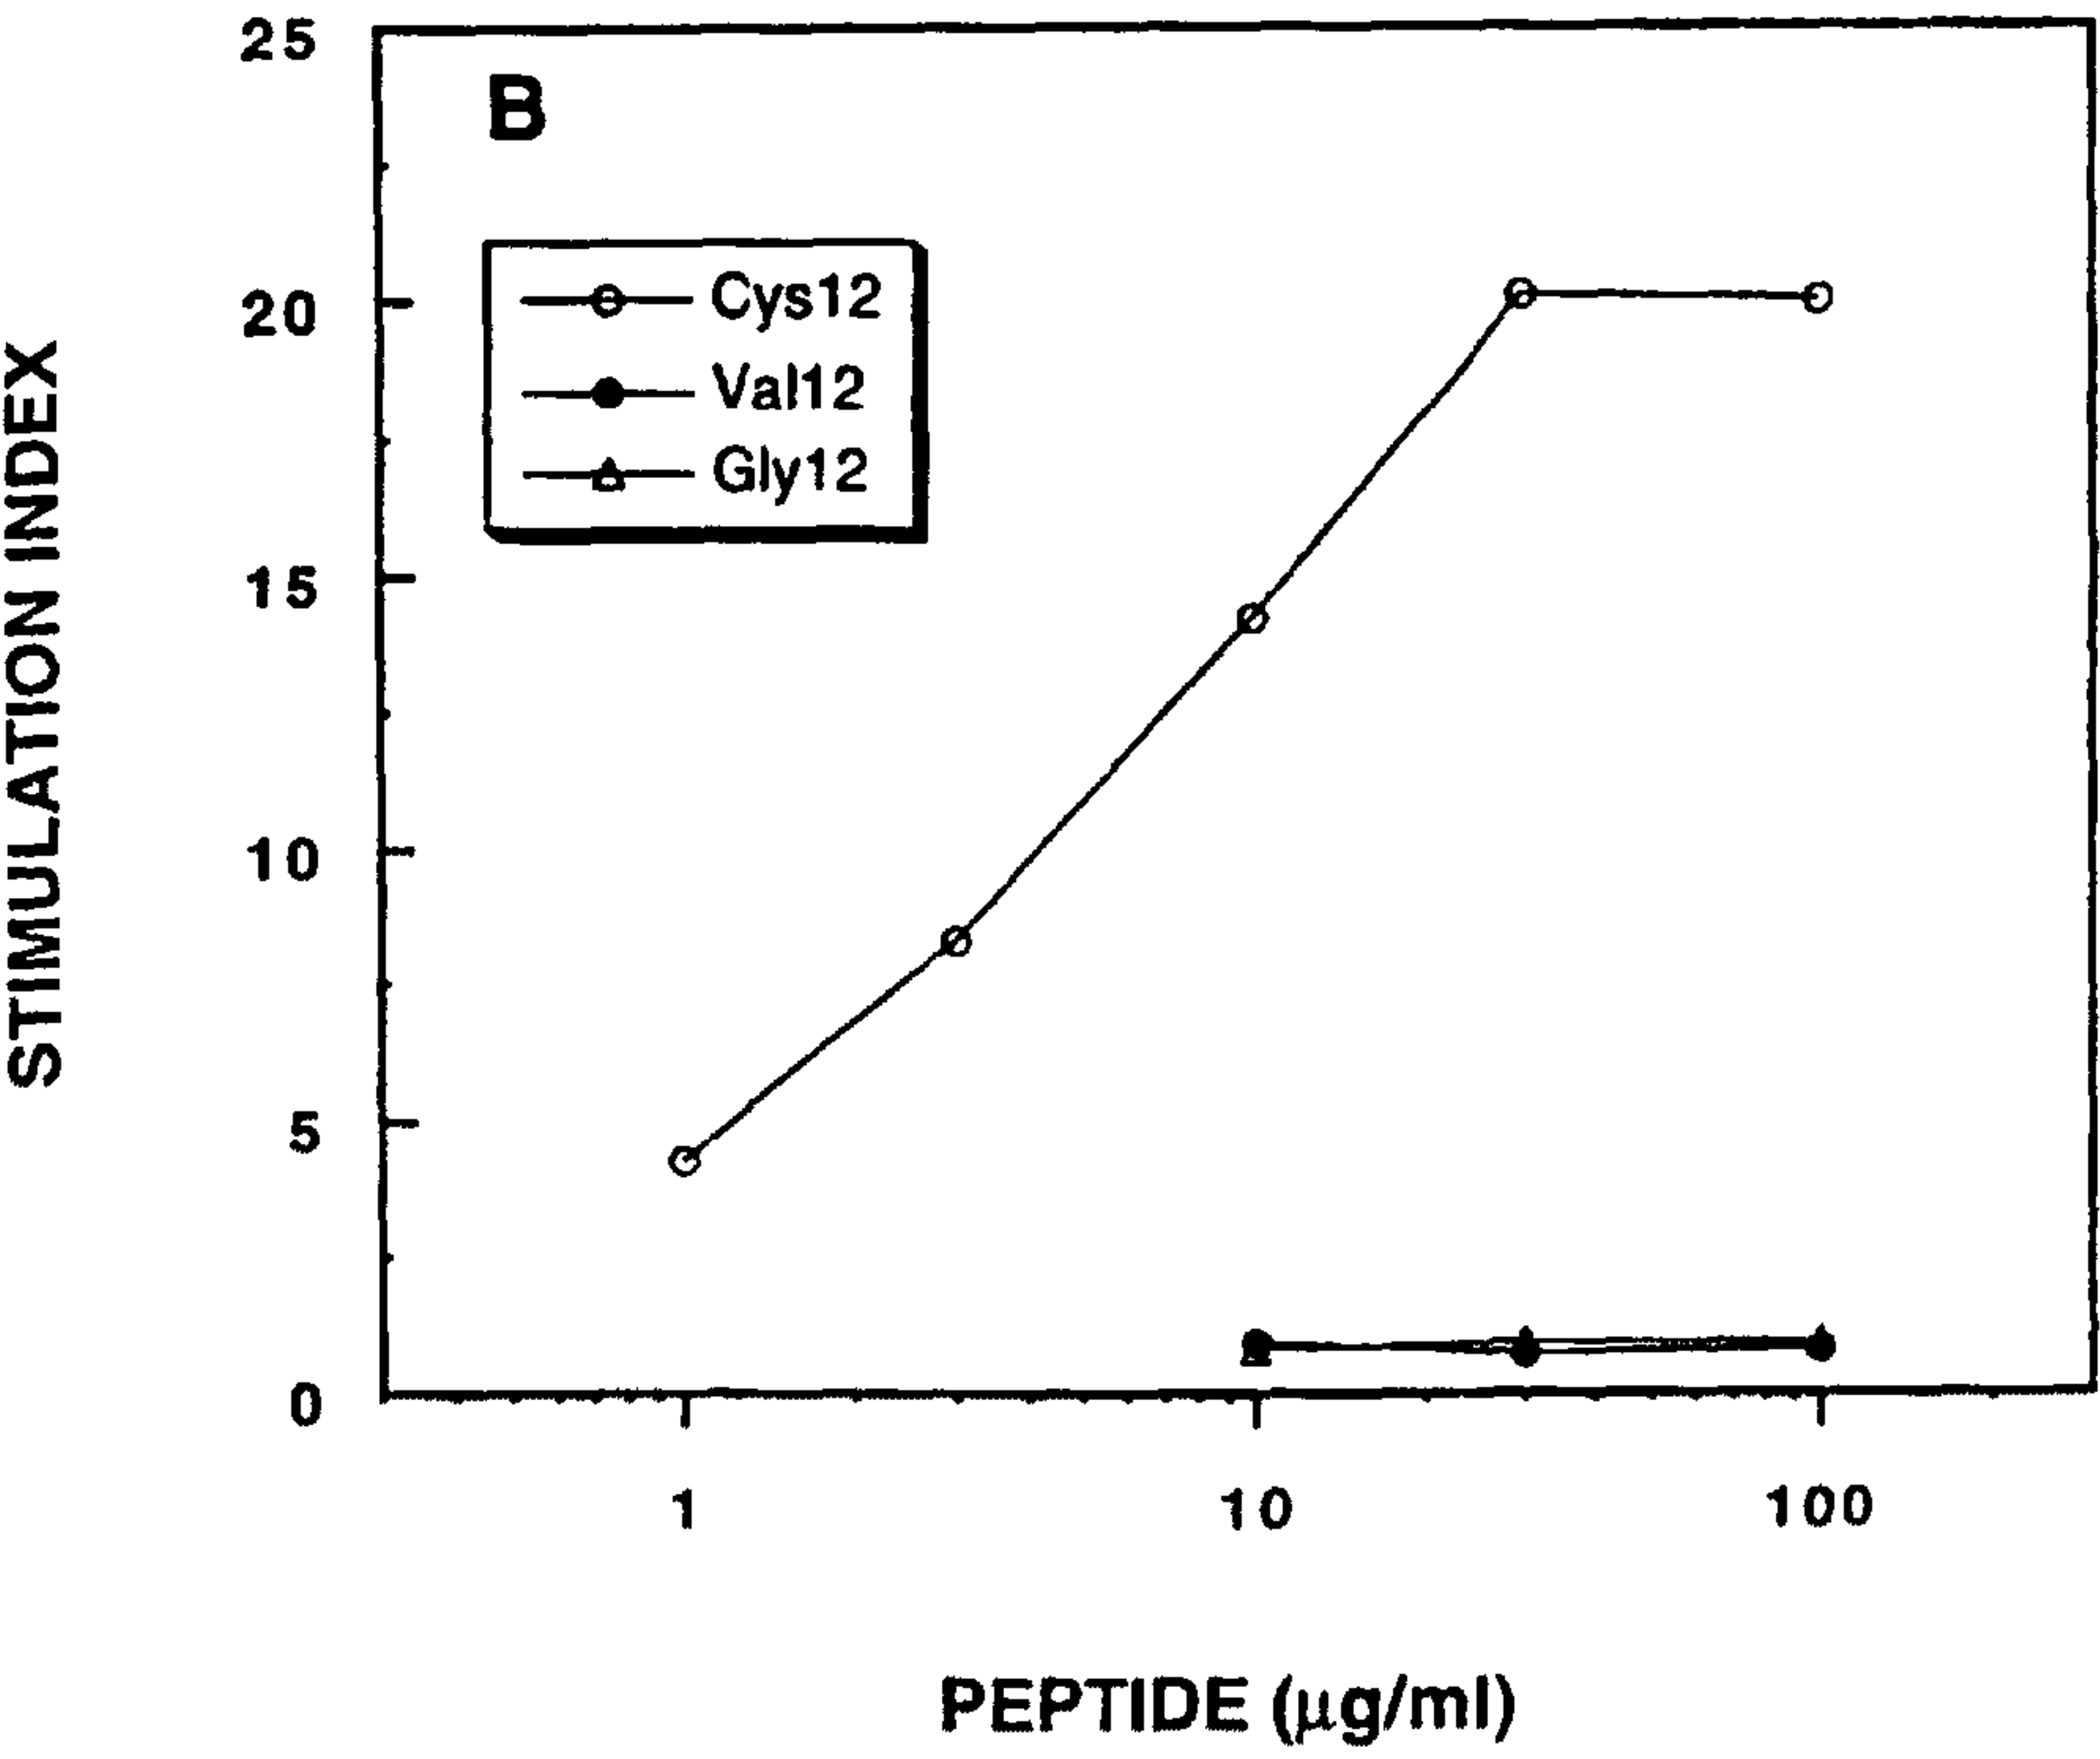 STIMULATION INDEX
25
20
15
10
5
0
B
Cys12
Val12
Gly12
1 10 100
PEPTIDE (μg/ml)